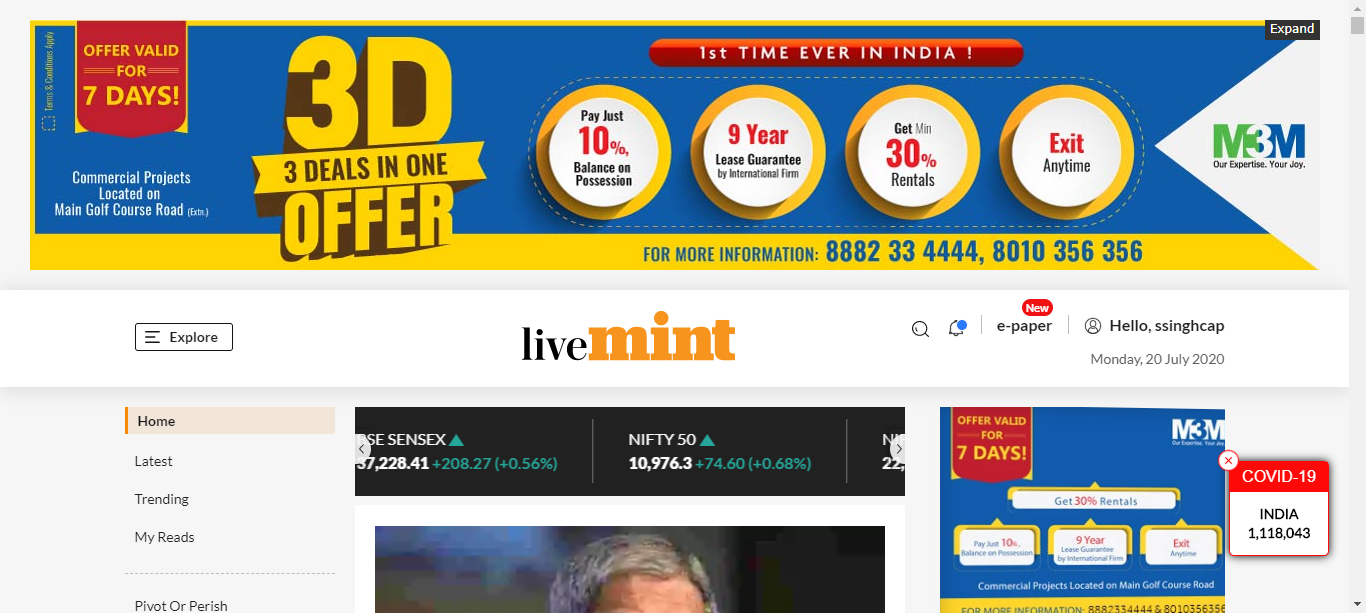 Expand
Terms & Conditions Apply
OFFER VALID
FOR
7 DAYS!
Commercial Projects
Located on
Main Golf Course Road (Extn.)
3D
3 DEALS IN ONE
OFFER
1st TIME EVER IN INDIA !
Pay Just
10%,
Balance on
Possession
9 Year
Lease Guarantee
by International Firm
Get Min
30%
Rentals
Exit
Anytime
M3M
Our Expertise. Your Joy.
FOR MORE INFORMATION: 8882 33 4444, 8010 356 356
Explore
livemint
New
e-paper
Hello, ssinghcap
Monday, 20 July 2020
Home
Latest
Trending
My Reads
Pivot Or Perish
SE SENSEX
37,228.41 +208.27 (+0.56%)
NIFTY 50
10,976.3 +74.60 (+0.68%)
22,
OFFER VALID
FOR
7 DAYS!
M3M
Our Expertise. Your Joy.
Get 30% Rentals
Pay Just 10%,
Balance on Possession
9 Year
Lease Guarantee
by International Firm
Exit
Anytime
Commercial Projects Located on Main Golf Course Road
FOR MORE INFORMATION: 8882334444 & 8010356356
COVID-19
INDIA
1,118,043